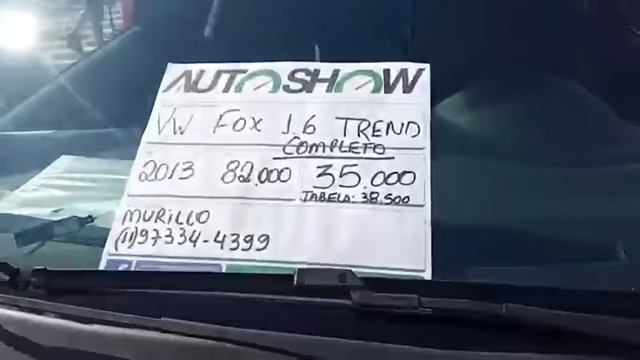 AUTOSHOW
VW FOX 1.6 TREND
COMPLETO
2013 82.000 35.000
TABELA: 38.500
MURILLO
(11) 97334-4399